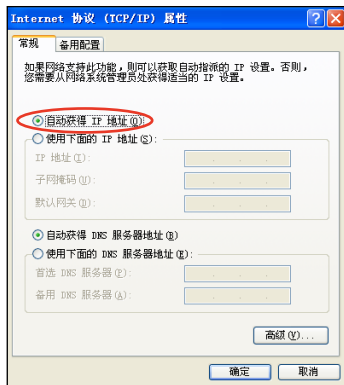 Internet 协议 (TCP/IP) 属性
常规 备用配置
如果网络支持此功能，则可以获取自动指派的 IP 设置。否则，
您需要从网络系统管理员处获得适当的 IP 设置。
自动获得 IP 地址(O)
使用下面的 IP 地址(S):
IP 地址(I):
子网掩码(U):
默认网关(D):
自动获得 DNS 服务器地址(B)
使用下面的 DNS 服务器地址(E):
首选 DNS 服务器(P):
备用 DNS 服务器(A):
高级(V)...
确定 取消